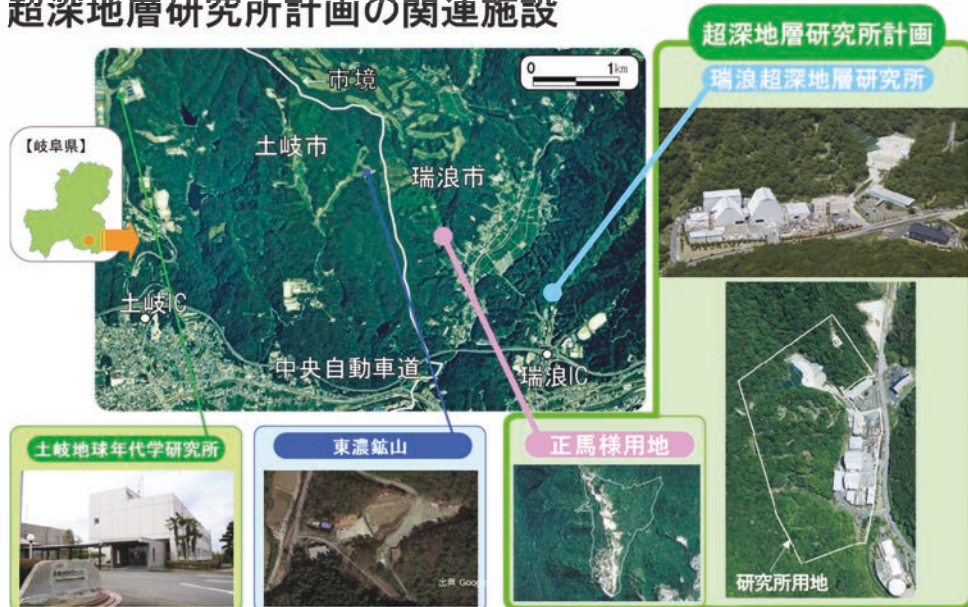 超深地層研究所計画の関連施設
超深地層研究所計画
瑞浪超深地層研究所
市境
0 1km
【岐阜県】
土岐市
瑞浪市
土岐IC
中央自動車道
瑞浪IC
土岐地球年代学研究所
東濃鉱山
正馬様用地
出典 Google
研究所用地